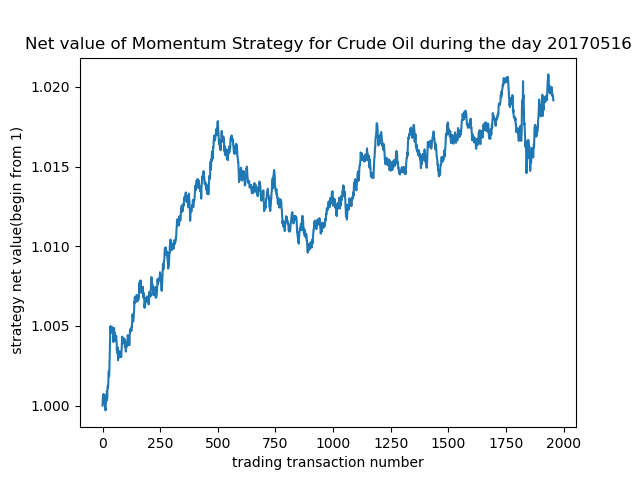 Net value of Momentum Strategy for Crude Oil during the day 20170516
strategy net value(begin from 1)
1.020
1.015
1.010
1.005
1.000
0 250 500 750 1000 1250 1500 1750 2000
trading transaction number